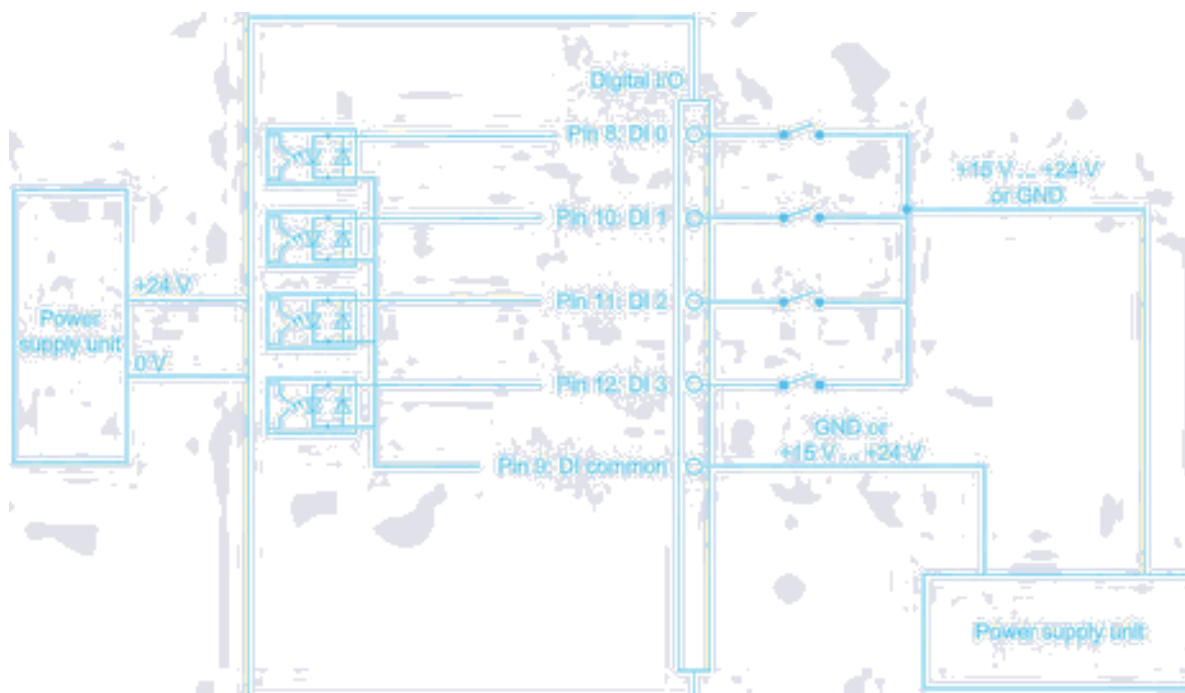 Digital I/O
Pin 8: DI 0
+15 V ... +24 V
or GND
Pin 10: DI 1
+24 V
Pin 11: DI 2
Power
supply unit
0 V
Pin 12: DI 3
GND or
+15 V ... +24 V
Pin 9: DI common
Power supply unit